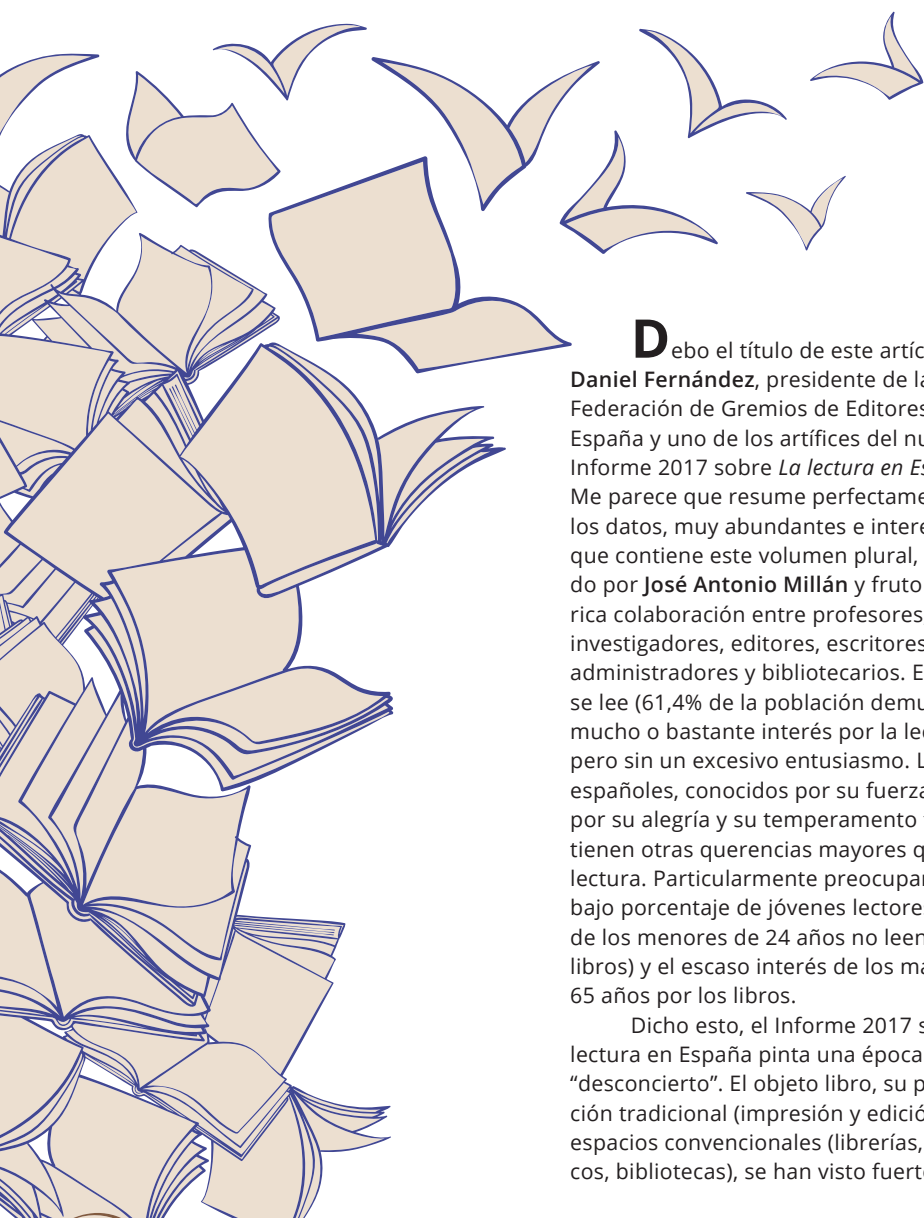 Debo el título de este artíc
Daniel Fernández, presidente de la
Federación de Gremios de Editores
España y uno de los artífices del nu
Informe 2017 sobre La lectura en Es
Me parece que resume perfectame
los datos, muy abundantes e intere
que contiene este volumen plural,
do por José Antonio Millán y fruto
rica colaboración entre profesores,
investigadores, editores, escritores
administradores y bibliotecarios. E
se lee (61,4% de la población demu
mucho o bastante interés por la lec
pero sin un excesivo entusiasmo. L
españoles, conocidos por su fuerza
por su alegría y su temperamento
tienen otras querencias mayores q
lectura. Particularmente preocupan
bajo porcentaje de jóvenes lectore
de los menores de 24 años no leen
libros) y el escaso interés de los ma
65 años por los libros.
Dicho esto, el Informe 2017 s
lectura en España pinta una época
“desconcierto”. El objeto libro, su p
ción tradicional (impresión y edició
espacios convencionales (librerías,
cos, bibliotecas), se han visto fuert